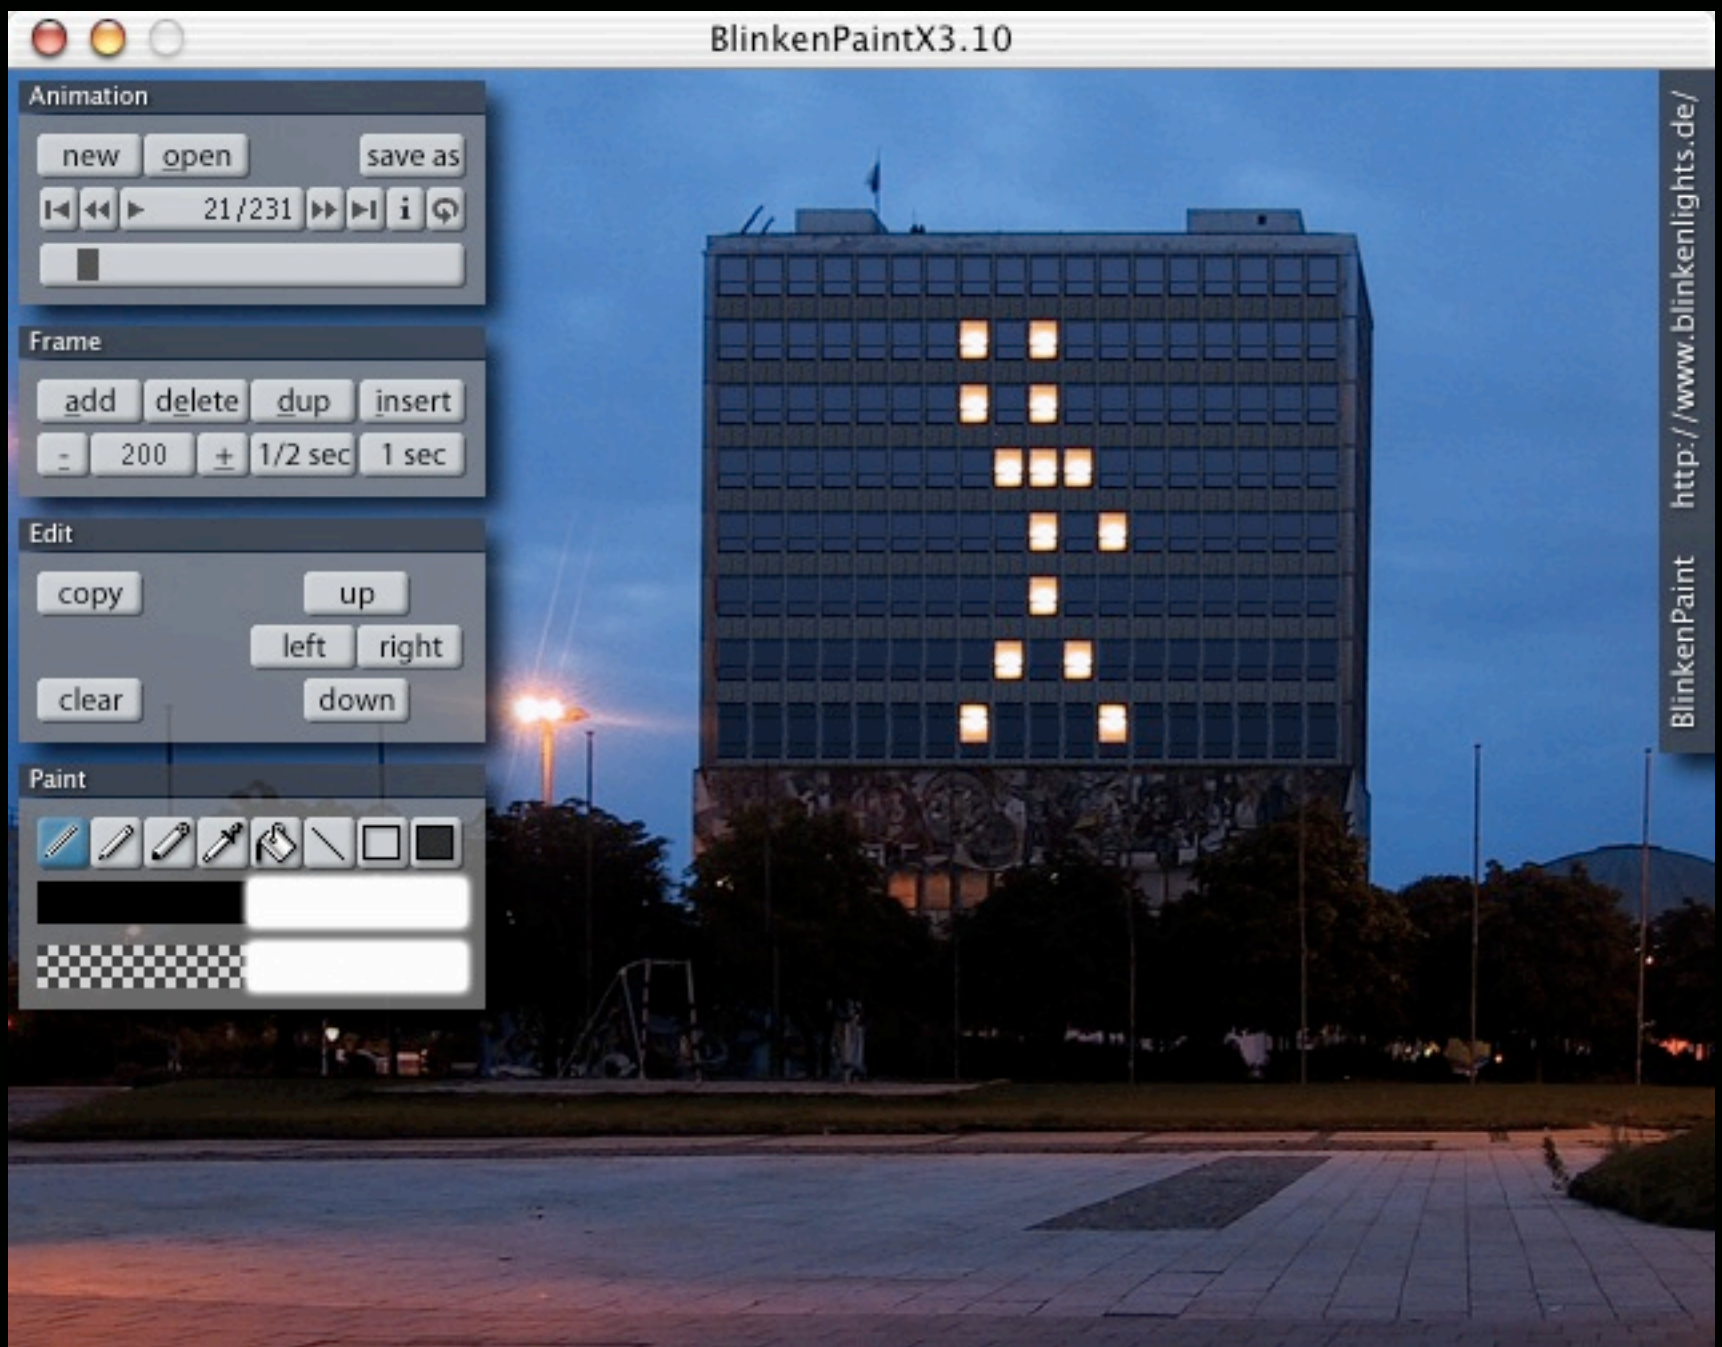 BlinkenPaintX3.10
Animation
new open save as
21/231 i
Frame
add delete dup insert
- 200 + 1/2 sec 1 sec
Edit
copy up
left right
clear down
Paint
BlinkenPaint http://www.blinkenlights.de/